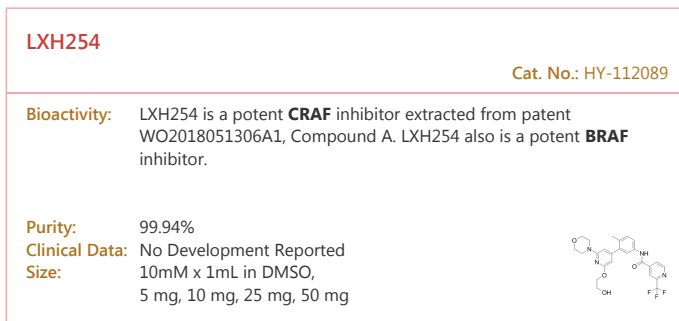 LXH254
Cat. No.: HY-112089
Bioactivity: LXH254 is a potent CRAF inhibitor extracted from patent
WO2018051306A1, Compound A. LXH254 also is a potent BRAF
inhibitor.
Purity: 99.94%
Clinical Data: No Development Reported
Size: 10mM x 1mL in DMSO,
5 mg, 10 mg, 25 mg, 50 mg
O
N
N
O
OH
NH
O
N
F
F
F